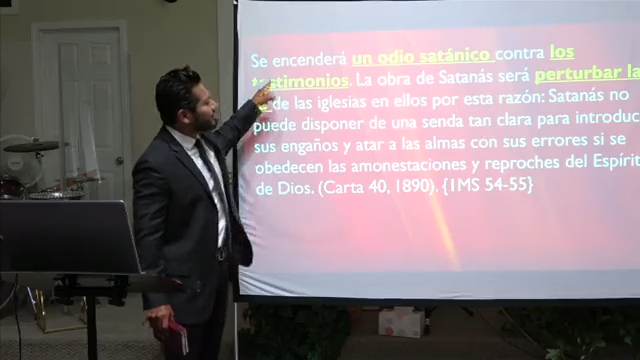 Se encenderá un odio satánico contra los
testimonios. La obra de Satanás será perturbar la
de las iglesias en ellos por esta razón: Satanás no
puede disponer de una senda tan clara para introduc
sus engaños y atar a las almas con sus errores si se
obedecen las amonestaciones y reproches del Espírit
de Dios. (Carta 40, 1890). {1MS 54-55}